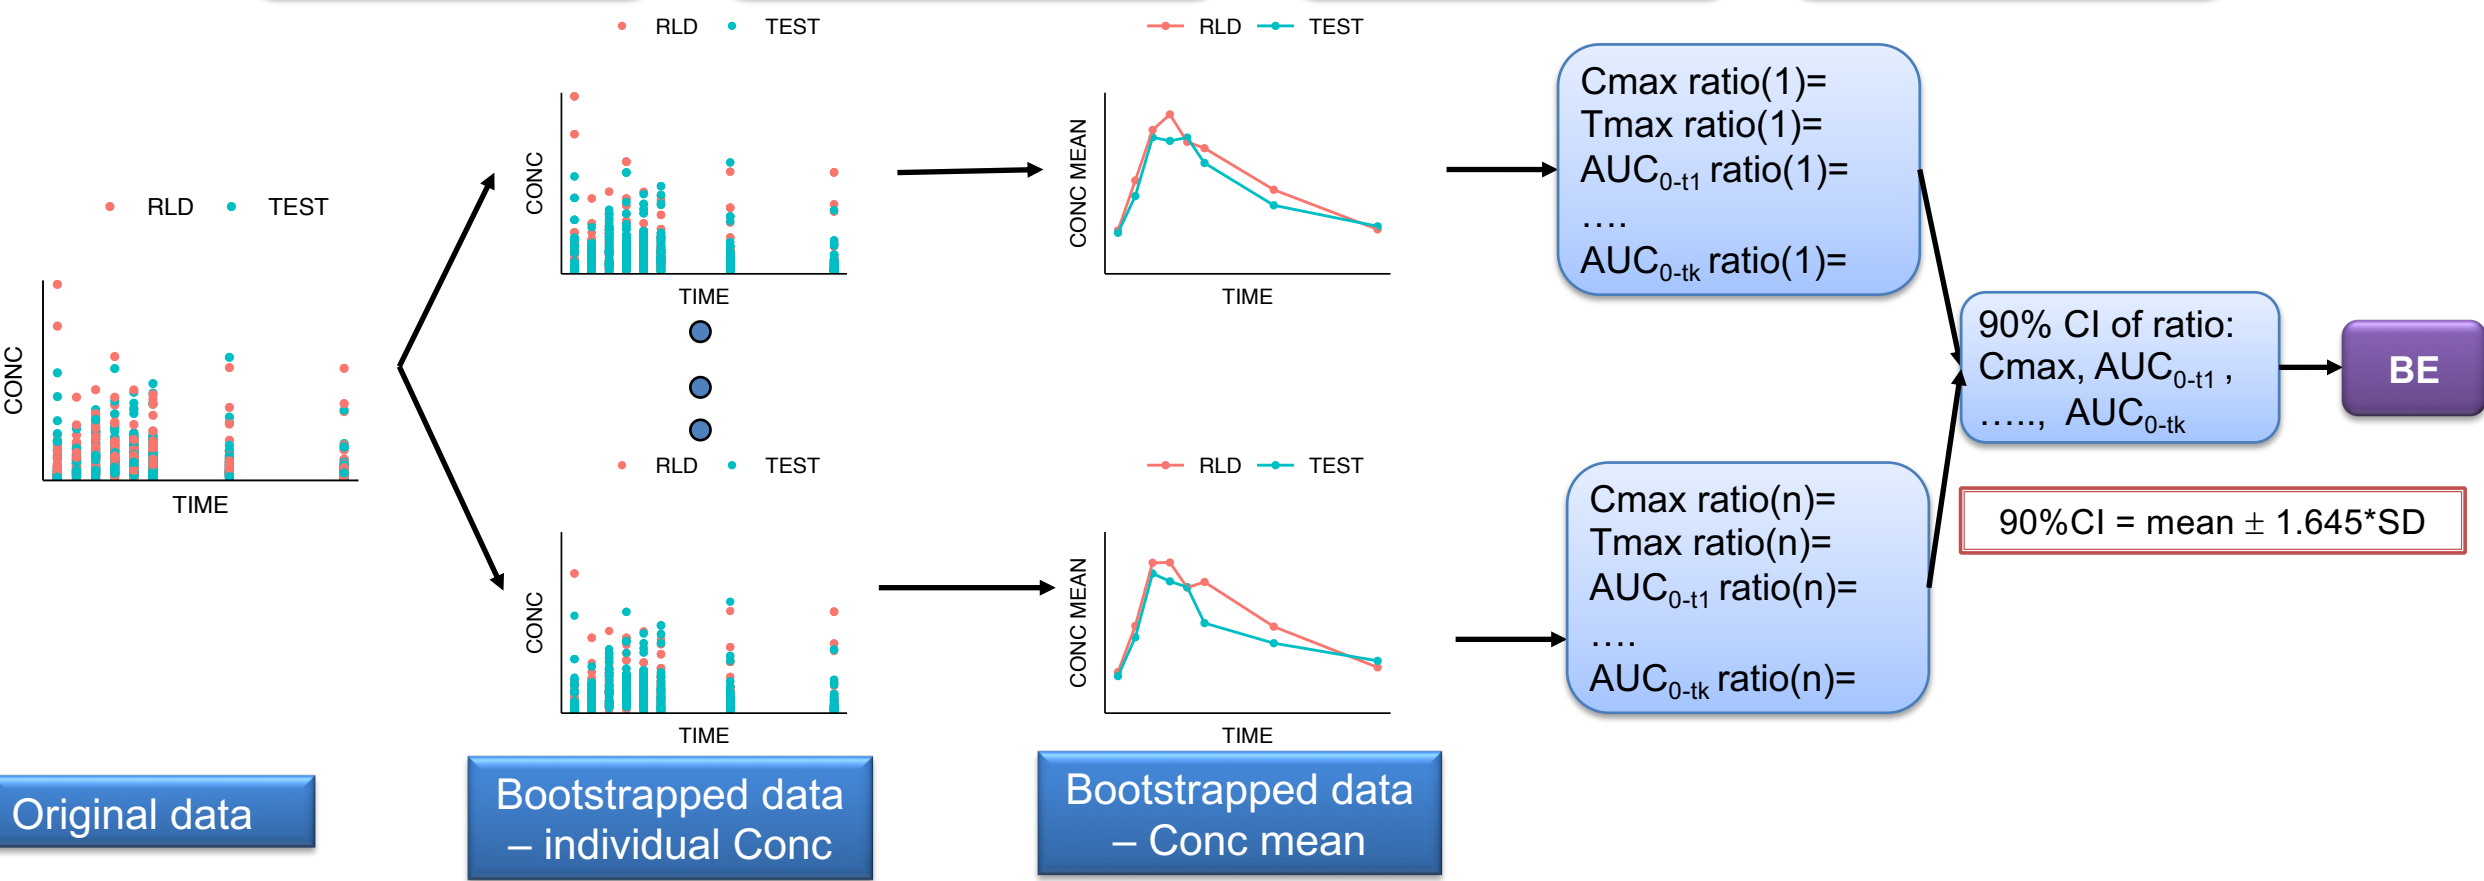 RLD TEST
CONC
TIME
RLD TEST
CONC
TIME
RLD TEST
CONC MEAN
TIME
Cmax ratio(1)=
Tmax ratio(1)=
AUC0-t1 ratio(1)=
....
AUC0-tk ratio(1)=
90% CI of ratio:
Cmax, AUC0-t1 ,
....., AUC0-tk
BE
90%CI = mean ± 1.645*SD
RLD TEST
CONC
TIME
RLD TEST
CONC MEAN
TIME
Cmax ratio(n)=
Tmax ratio(n)=
AUC0-t1 ratio(n)=
....
AUC0-tk ratio(n)=
Original data
Bootstrapped data
– individual Conc
Bootstrapped data
– Conc mean